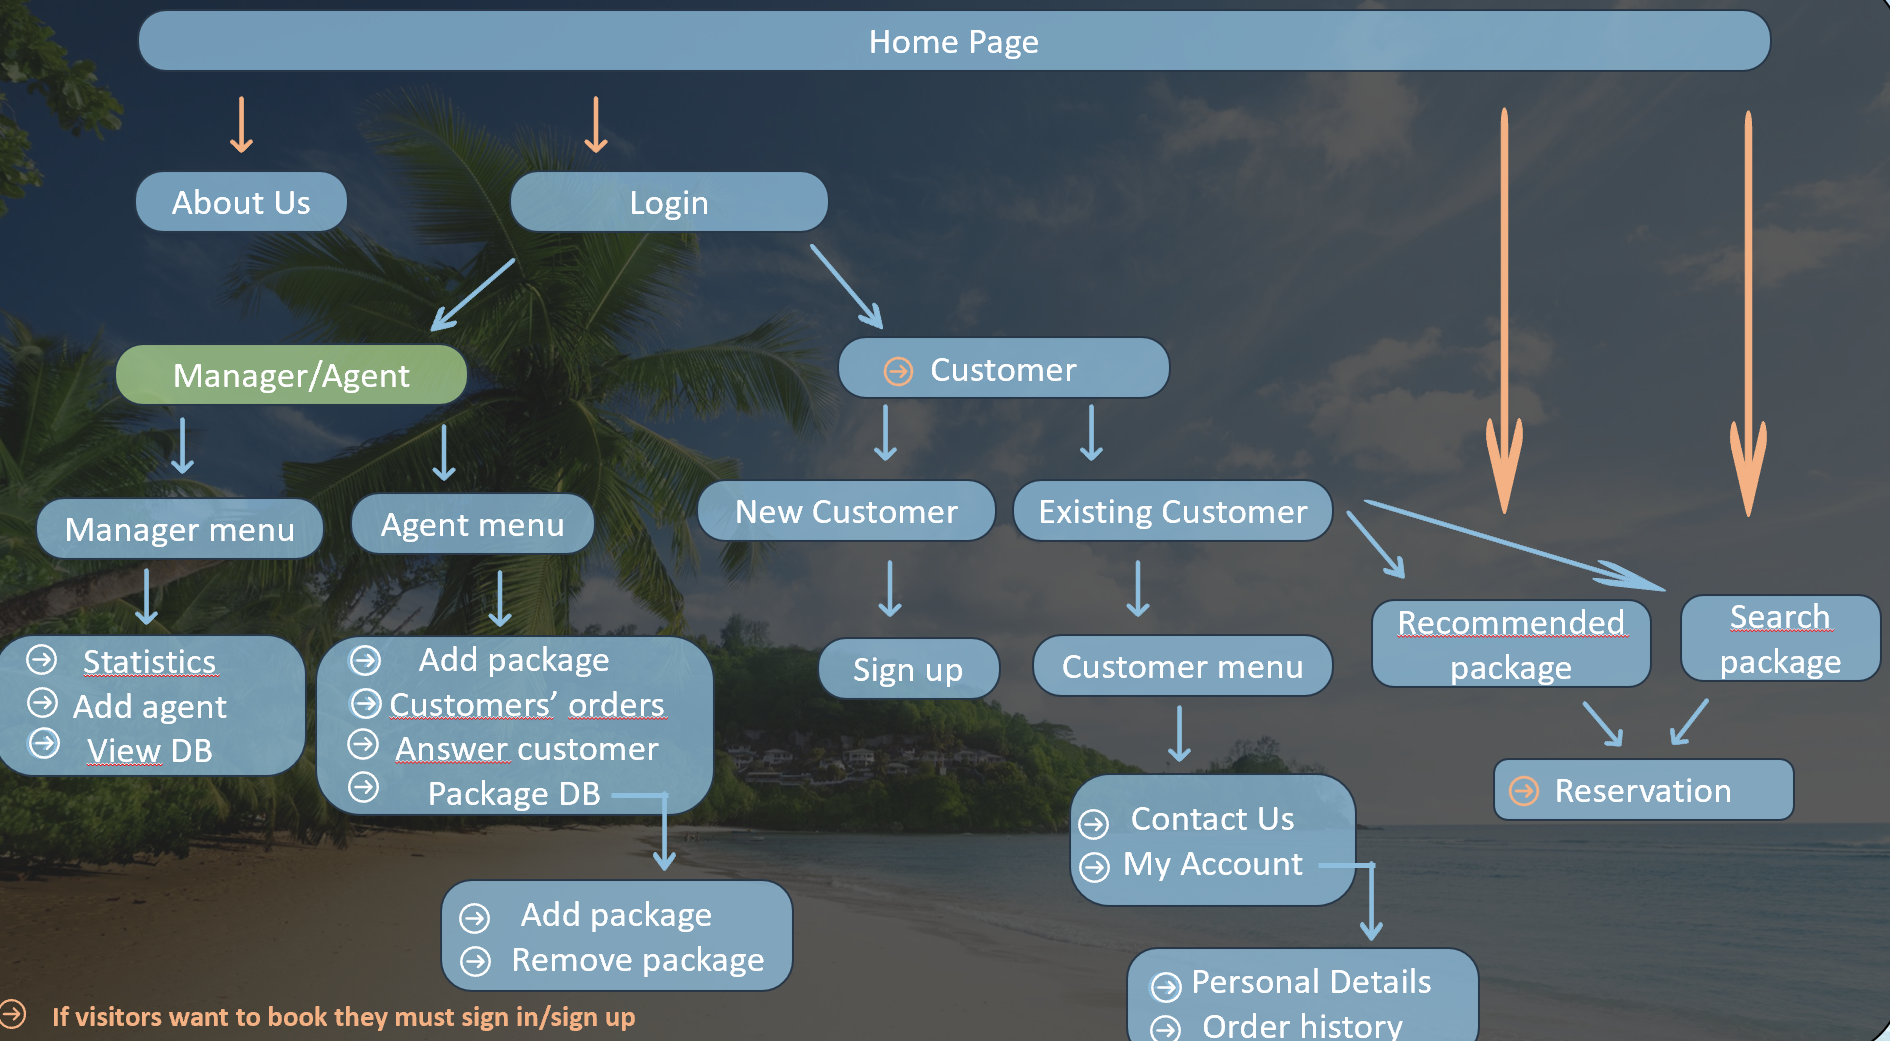 Home Page
About Us
Login
Manager/Agent
Customer
Manager menu
Agent menu
New Customer
Existing Customer
Statistics
Add agent
View DB
Add package
Customers’ orders
Answer customer
Package DB
Sign up
Customer menu
Recommended
package
Search
package
Contact Us
My Account
Reservation
Add package
Remove package
Personal Details
Order history
If visitors want to book they must sign in/sign up